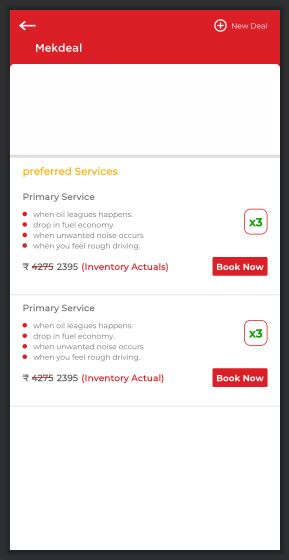 New Deal
Mekdeal
preferred Services
Primary Service
when oil leagues happens.
drop in fuel economy.
when unwanted noise occurs
when you feel rough driving.
x3
₹ 4275 2395 (Inventory Actuals)
Book Now
Primary Service
when oil leagues happens.
drop in fuel economy.
when unwanted noise occurs
when you feel rough driving.
x3
₹ 4275 2395 (Inventory Actual)
Book Now